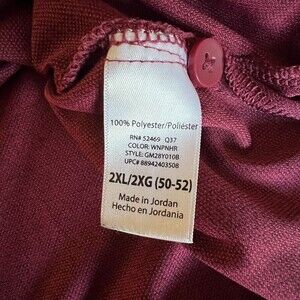 100% Polyester/Poliéster
RN# 52469 Q37
COLOR: WNPNHR
STYLE: GM28Y010B
UPC# 88942403508
2XL/2XG (50-52)
Made in Jordan
Hecho en Jordania